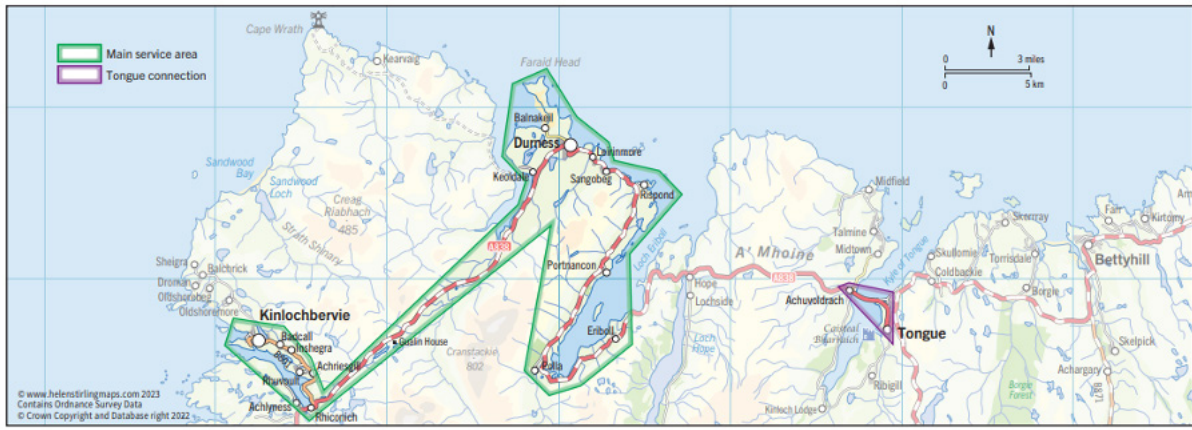 Cape Wrath
Kearvaig
Main service area
Tongue connection
Faraid Head
N
0 3 miles
0 5 km
Balnakeil
Durness
Leirinmore
Keoldale
Sangobeg
Rispond
Sandwood
Bay
Sandwood
Loch
Creag
Riabhach
485
Strath Shinary
A838
Portnancon
Loch Eriboll
Midfield
Talmine
Midtown
Kyle of Tongue
Skerray
Farr
Kirtomy
Skullomie
Torrisdale
Coldbackie
Bettyhill
Borgie
A' Mhoine
A838
Hope
Lochside
Achuvoldrach
Tongue
Sheigra
Balchrick
Droman
Oldshorebeg
Oldshoremore
Kinlochbervie
Badcall
Inshegra
B801
Achriesgill
Rhuvoult
Achlyness
Rhiconich
Gualin House
Cranstackie
802
Eriboll
Polla
Loch
Hope
Caisteal
Bharraich
Ribigill
Kinloch Lodge
Borgie
Forest
Skelpick
Achargary
B871
© www.helenstirlingmaps.com 2023
Contains Ordnance Survey Data
© Crown Copyright and Database right 2022